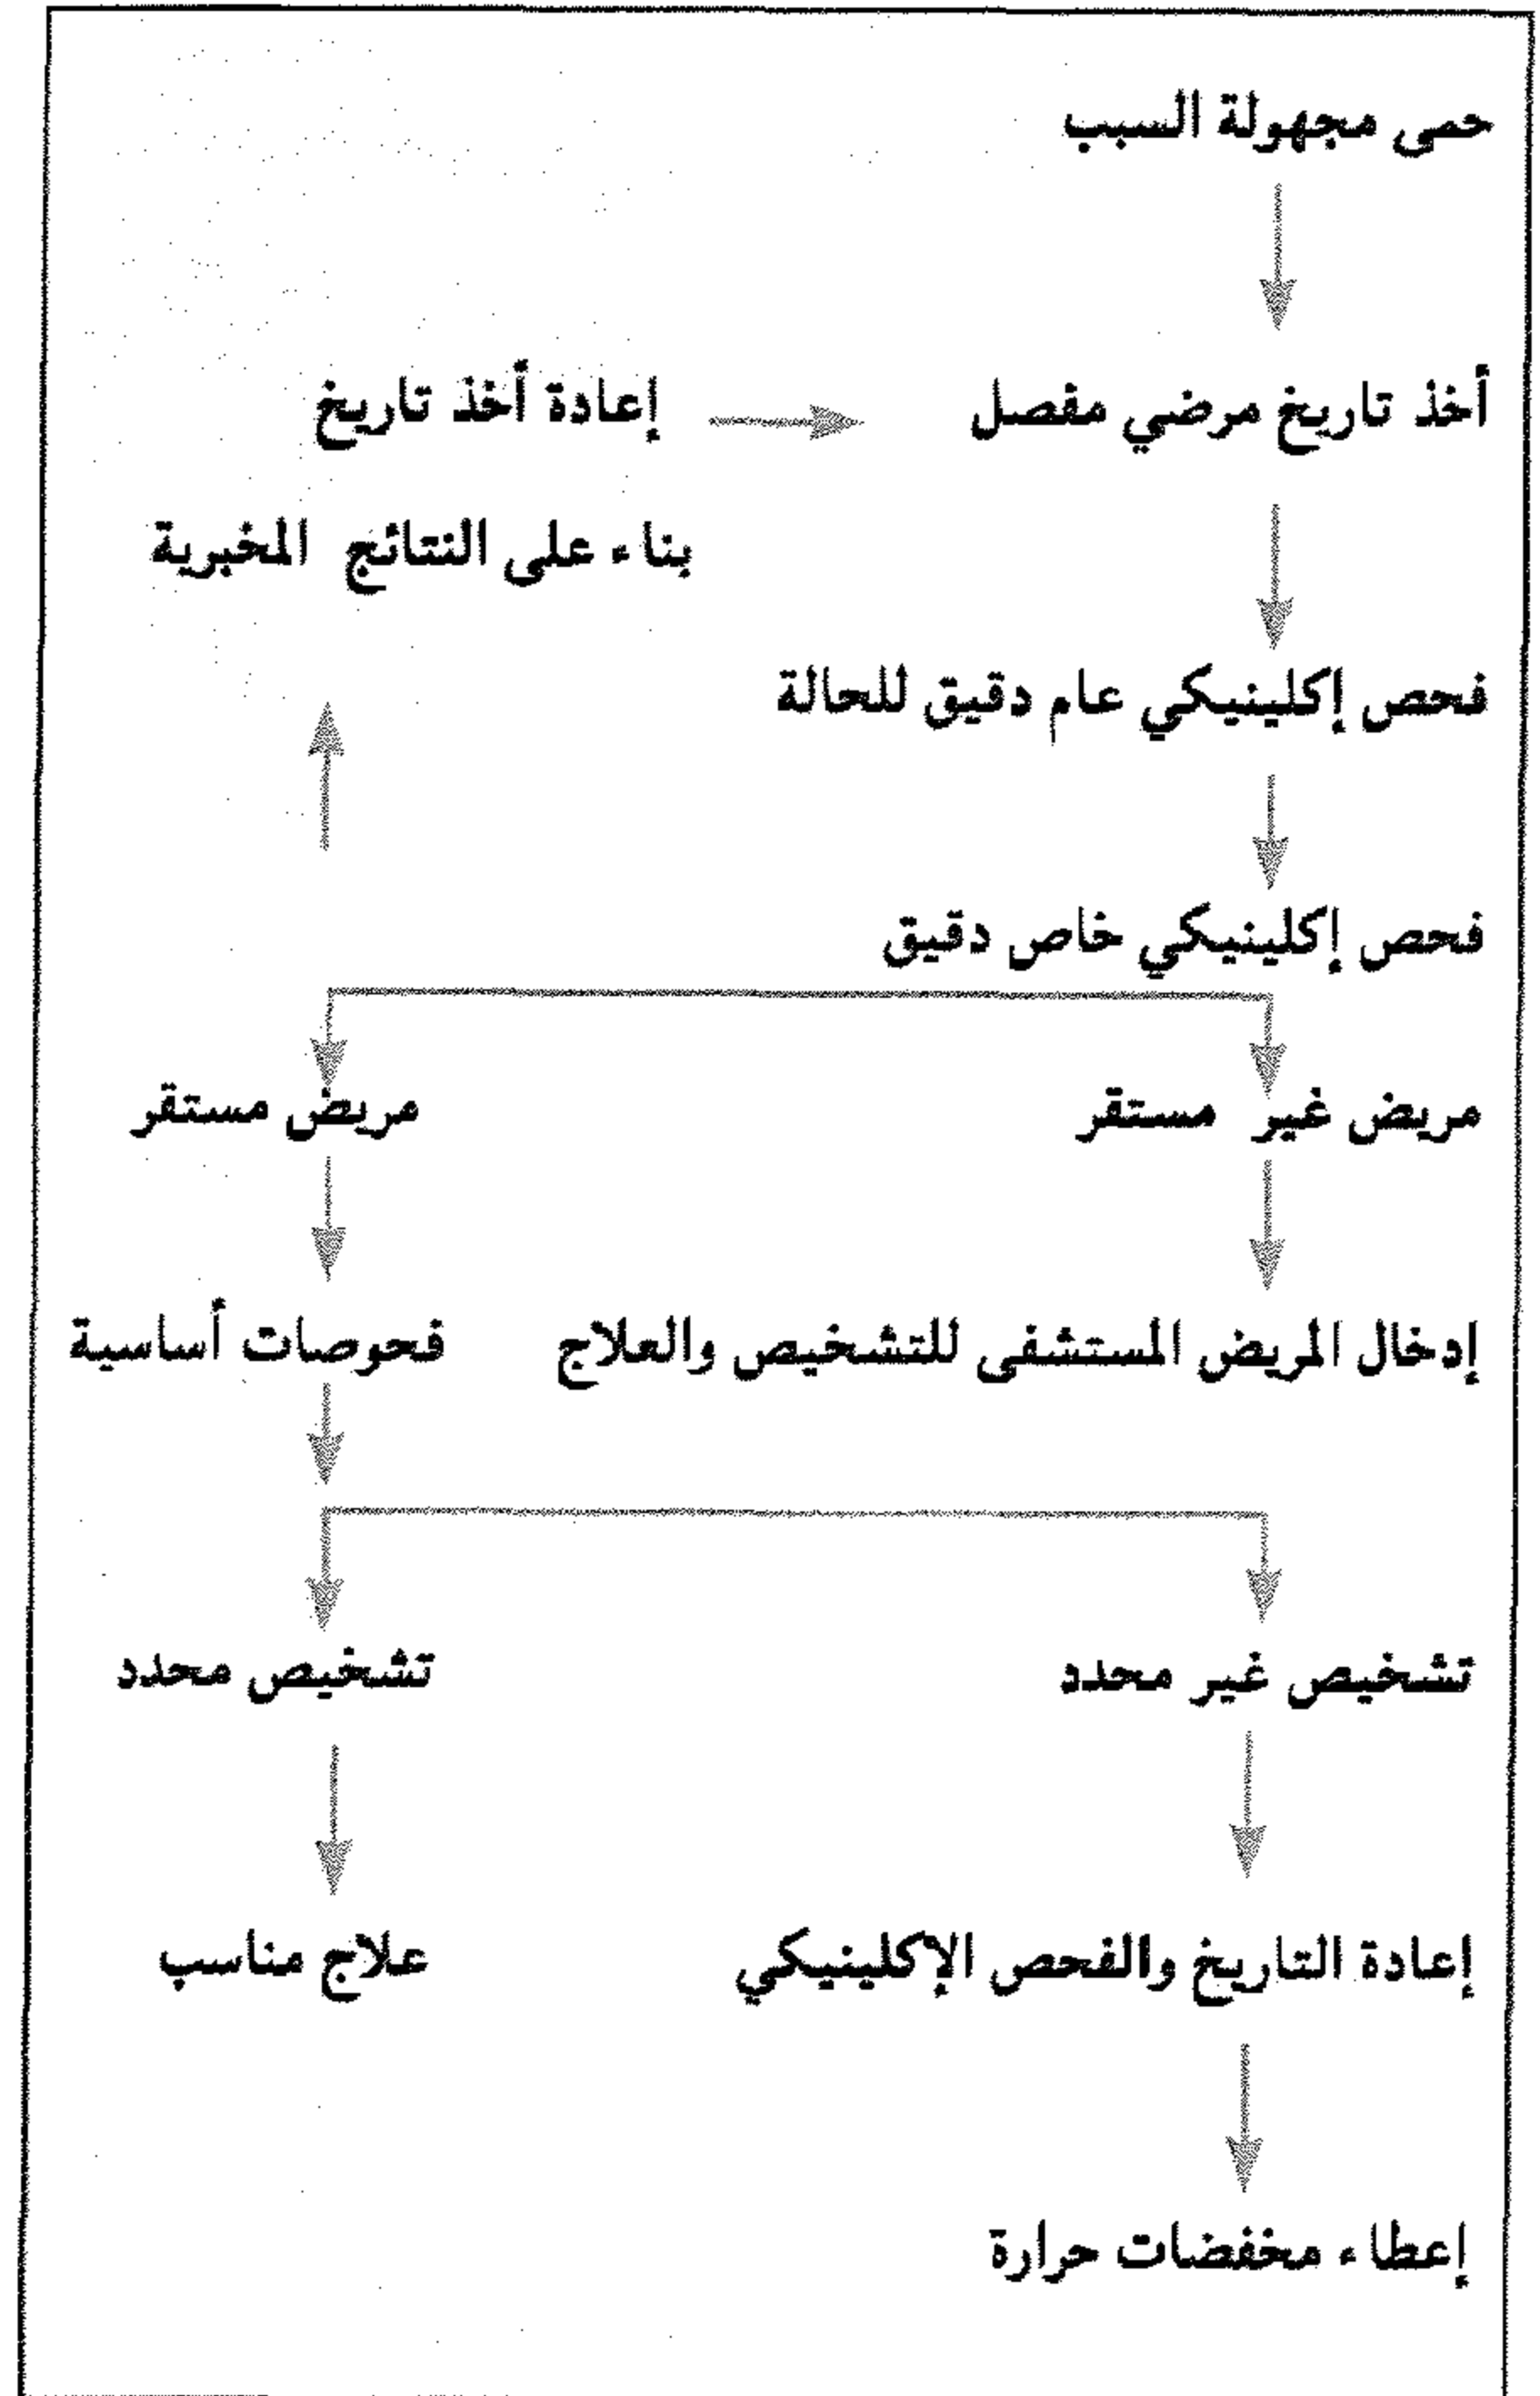 حمى مجهولة السبب
أخذ تاريخ مرضي مفصل
إعادة أخذ تاريخ
بناء على النتائج المخبرية
فحص إكلينيكي عام دقيق للحالة
فحص إكلينيكي خاص دقيق
مريض غير مستقر
مريض مستقر
إدخال المريض المستشفى للتشخيص والعلاج
فحوصات أساسية
تشخيص غير محدد
تشخيص محدد
إعادة التاريخ والفحص الإكلينيكي
علاج مناسب
إعطاء مخفضات حرارة